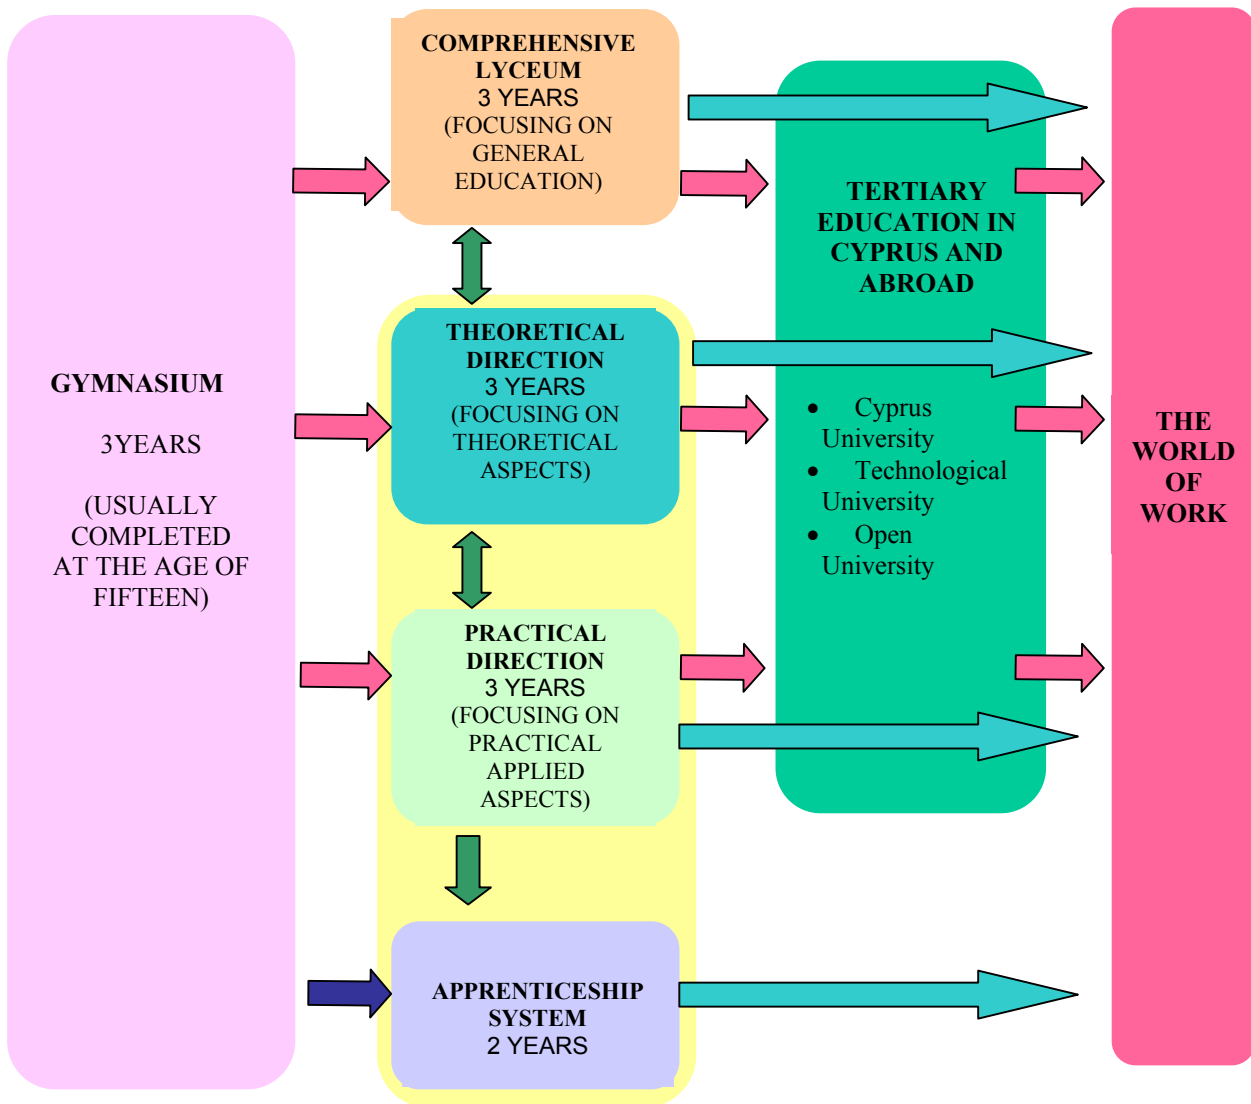 GYMNASIUM
3YEARS
(USUALLY
COMPLETED
AT THE AGE OF
FIFTEEN)
COMPREHENSIVE
LYCEUM
3 YEARS
(FOCUSING ON
GENERAL
EDUCATION)
THEORETICAL
DIRECTION
3 YEARS
(FOCUSING ON
THEORETICAL
ASPECTS)
PRACTICAL
DIRECTION
3 YEARS
(FOCUSING ON
PRACTICAL
APPLIED
ASPECTS)
APPRENTICESHIP
SYSTEM
2 YEARS
TERTIARY
EDUCATION IN
CYPRUS AND
ABROAD
• Cyprus
University
• Technological
University
• Open
University
THE
WORLD
OF
WORK